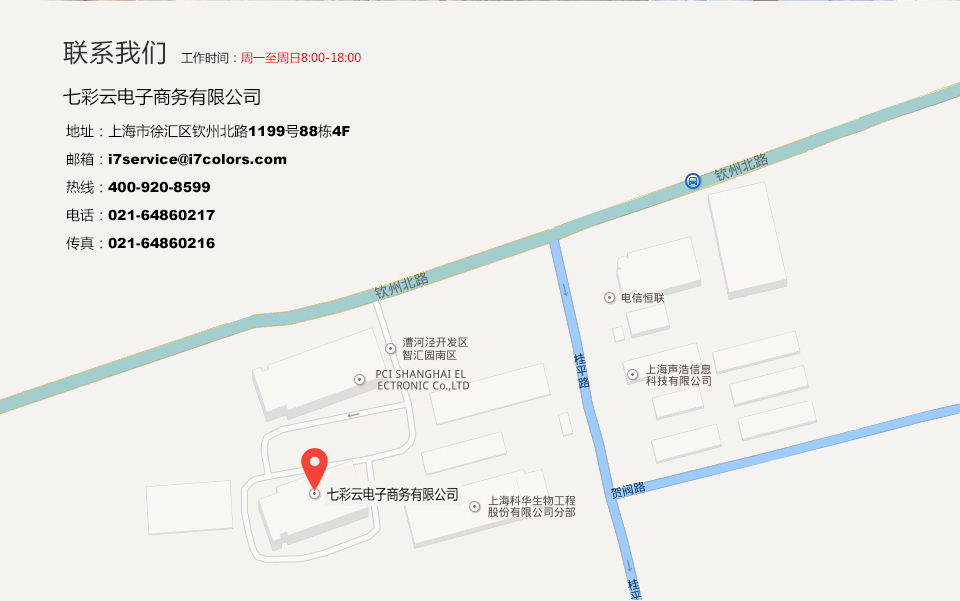 联系我们 工作时间：周一至周日8:00-18:00
七彩云电子商务有限公司
地址：上海市徐汇区钦州北路1199号88栋4F
邮箱：i7service@i7colors.com
热线：400-920-8599
电话：021-64860217
传真：021-64860216
钦州北路
钦州北路
电信恒联
漕河泾开发区
智汇园南区
PCI SHANGHAI EL
ECTRONIC Co.,LTD
桂平路
上海声浩信息
科技有限公司
七彩云电子商务有限公司
贺阀路
上海科华生物工程
股份有限公司分部
桂平